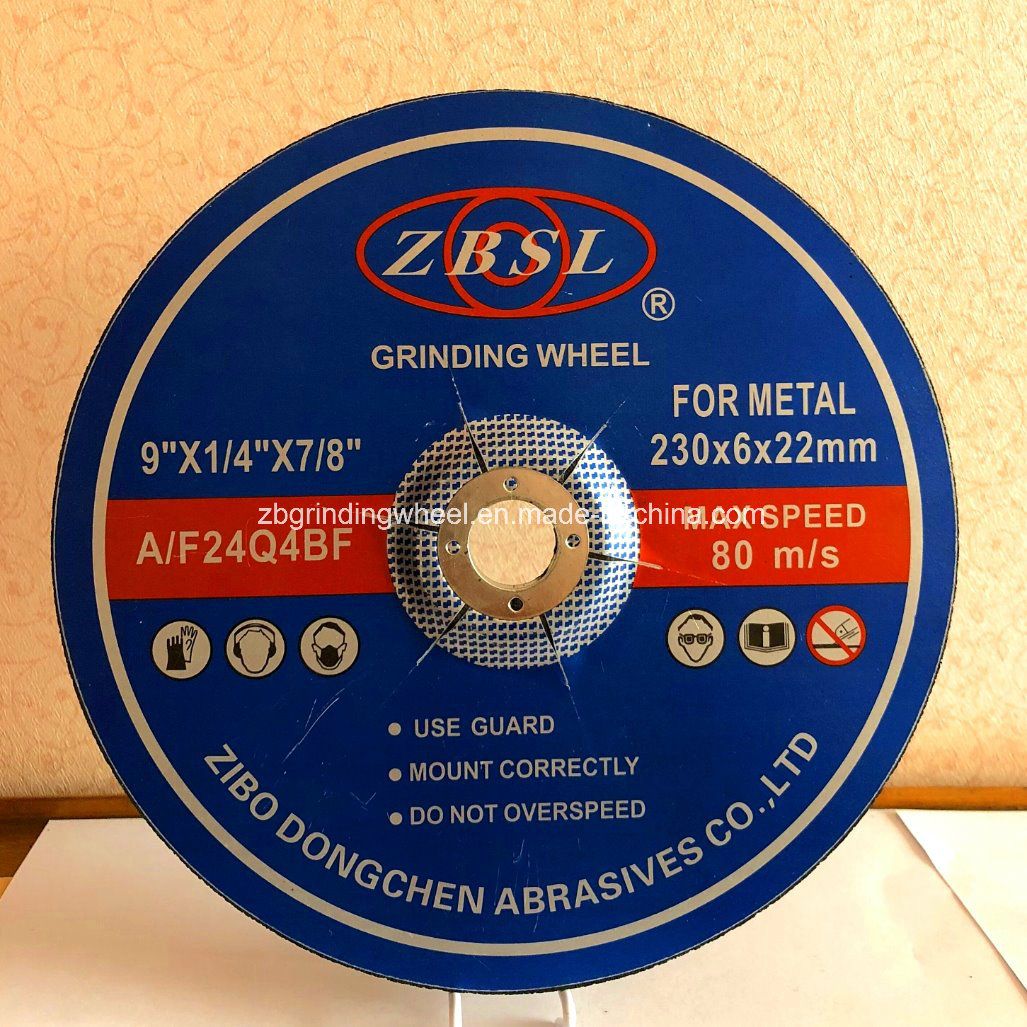 ZBSL
®
GRINDING WHEEL
FOR METAL
9"X1/4"X7/8"
230x6x22mm
zbgrindingwheel.en.made-in-china.com
A/F24Q4BF
MAX SPEED
80 m/s
● USE GUARD
● MOUNT CORRECTLY
● DO NOT OVERSPEED
ZIBO DONGCHEN ABRASIVES CO.,LTD